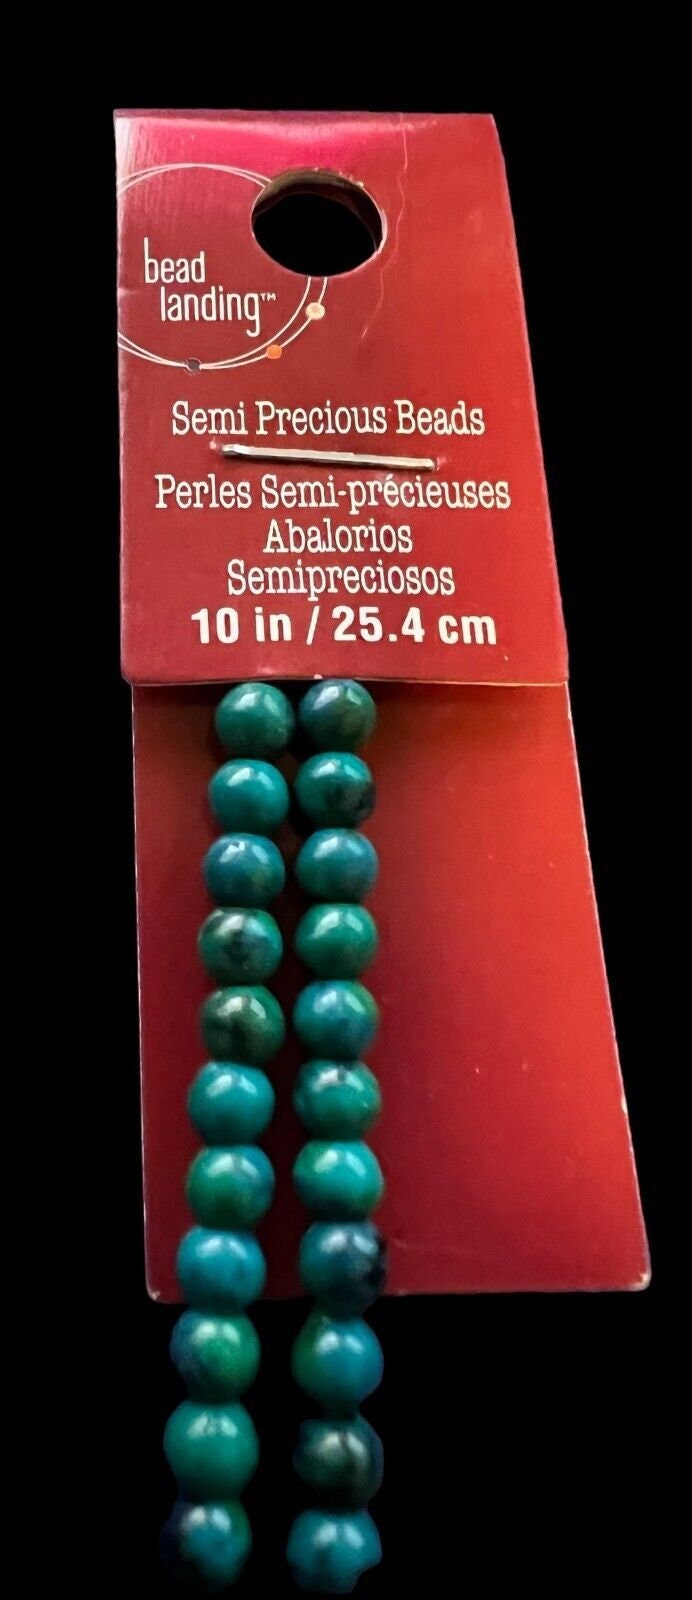 bead
landing™
Semi Precious Beads
Perles Semi-précieuses
Abalorios
Semipreciosos
10 in / 25.4 cm